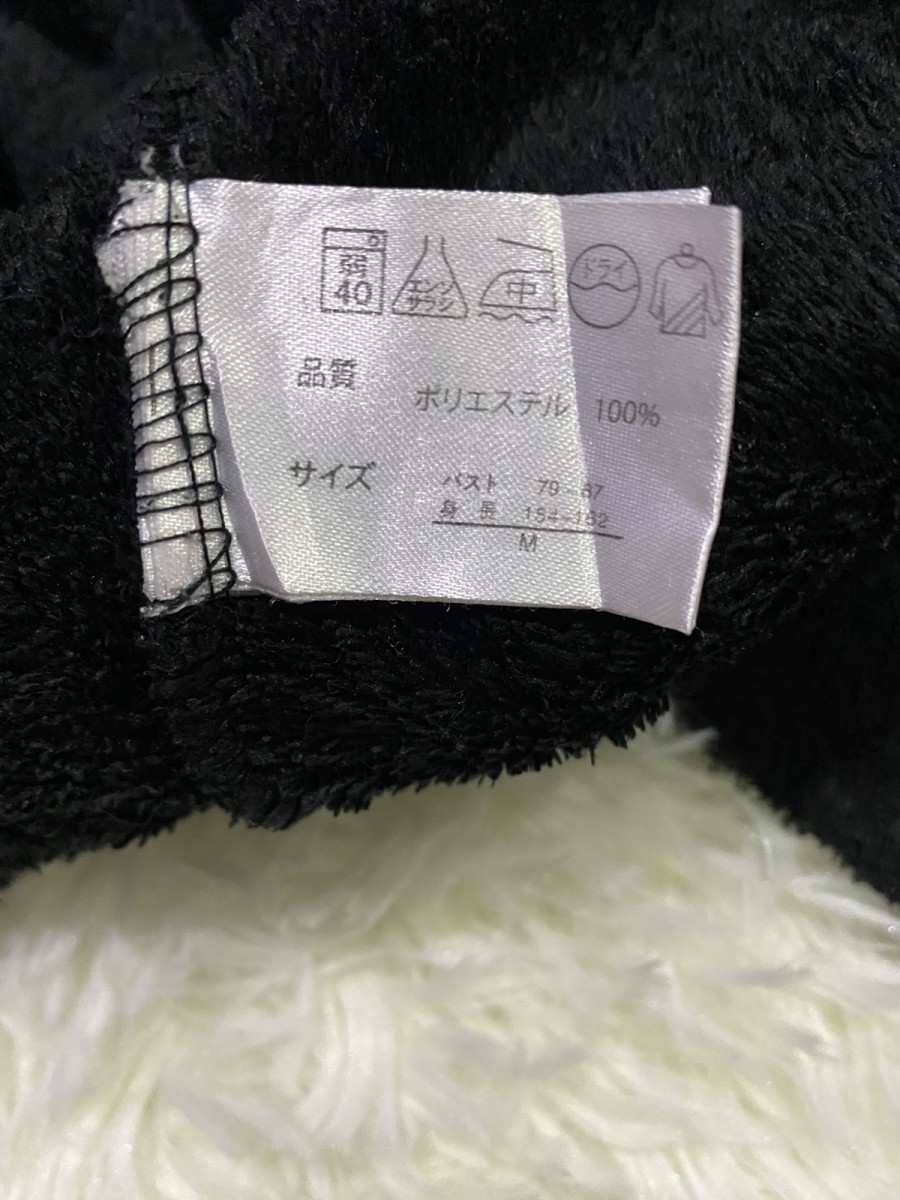 弱
40
エンソ
サラシ
中
ドライ
品質
ポリエステル 100%
サイズ
バスト 79-87
身長 154-162
M